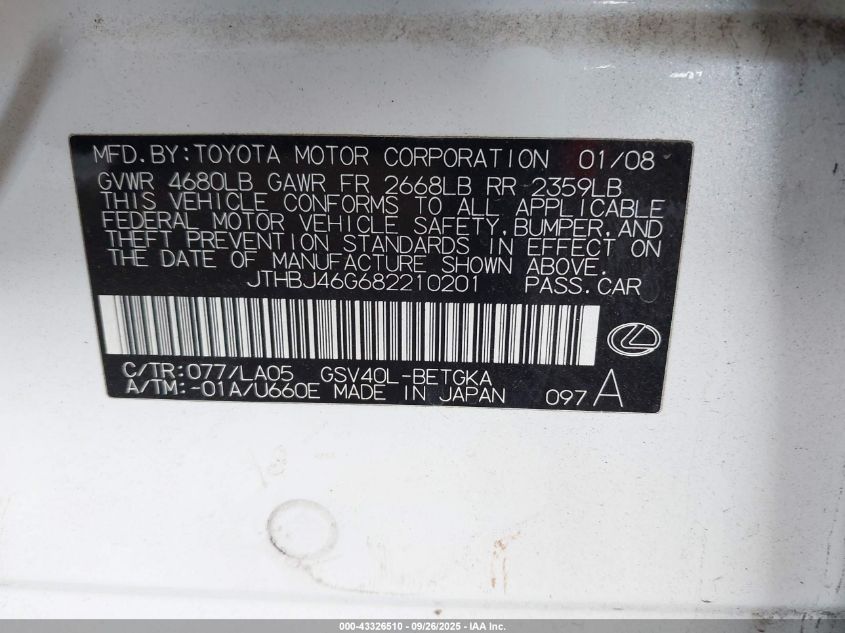 MFD.BY:TOYOTA MOTOR CORPORATION 01/08
GVWR 4680LB GAWR FR 2668LB RR 2359LB
THIS VEHICLE CONFORMS TO ALL APPLICABLE
FEDERAL MOTOR VEHICLE SAFETY,BUMPER,AND
THEFT PREVENTION STANDARDS IN EFFECT ON
THE DATE OF MANUFACTURE SHOWN ABOVE.
JTHBJ46G682210201 PASS.CAR
C/TR:077/LA05 GSV40L-BETGKA
A/TM:-01A/U660E MADE IN JAPAN 097A
000-43326510 - 09/26/2025 - IAA Inc.